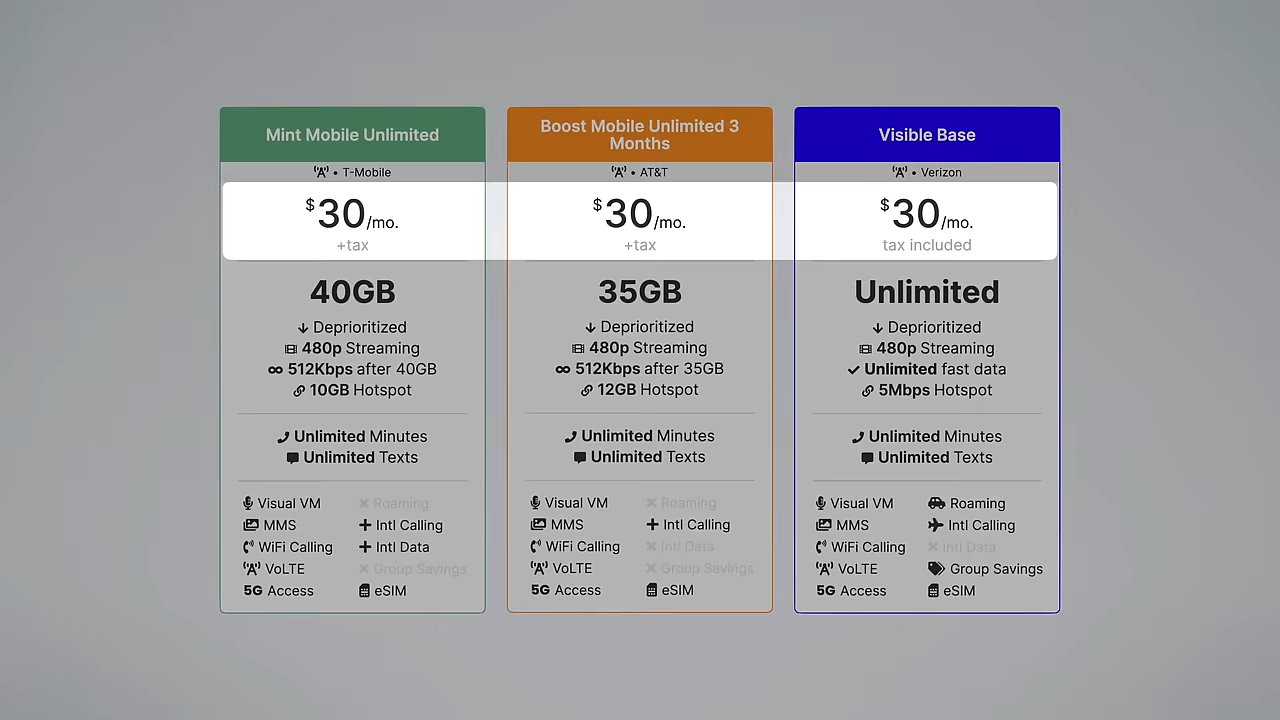 Mint Mobile Unlimited
• T-Mobile
$30/mo.
+tax
40GB
Deprioritized
480p Streaming
512Kbps after 40GB
10GB Hotspot
Unlimited Minutes
Unlimited Texts
Visual VM
Roaming
MMS
Intl Calling
WiFi Calling
Intl Data
VoLTE
Group Savings
5G Access
eSIM
Boost Mobile Unlimited 3
Months
• AT&T
$30/mo.
+tax
35GB
Deprioritized
480p Streaming
512Kbps after 35GB
12GB Hotspot
Unlimited Minutes
Unlimited Texts
Visual VM
Roaming
MMS
Intl Calling
WiFi Calling
Intl Data
VoLTE
Group Savings
5G Access
eSIM
Visible Base
• Verizon
$30/mo.
tax included
Unlimited
Deprioritized
480p Streaming
Unlimited fast data
5Mbps Hotspot
Unlimited Minutes
Unlimited Texts
Visual VM
Roaming
MMS
Intl Calling
WiFi Calling
Intl Data
VoLTE
Group Savings
5G Access
eSIM